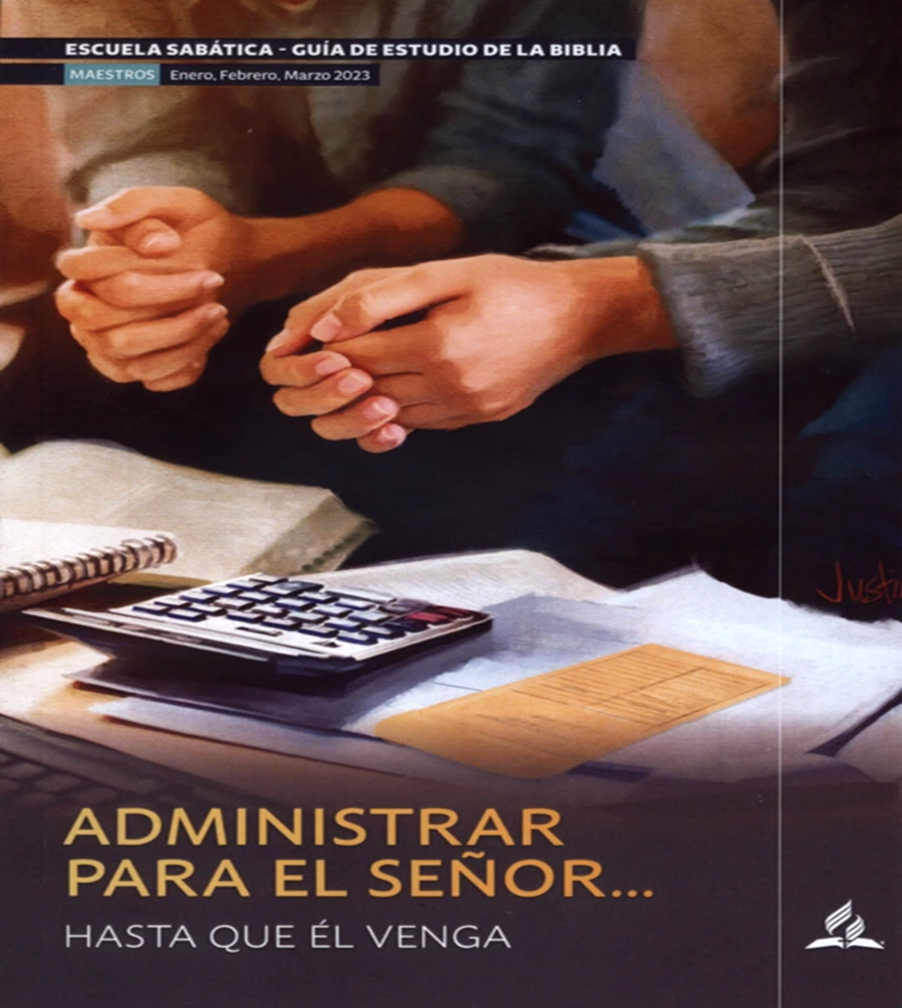 ESCUELA SABÁTICA - GUÍA DE ESTUDIO DE LA BIBLIA
MAESTROS Enero, Febrero, Marzo 2023
ADMINISTRAR
PARA EL SEÑOR...
HASTA QUE ÉL VENGA